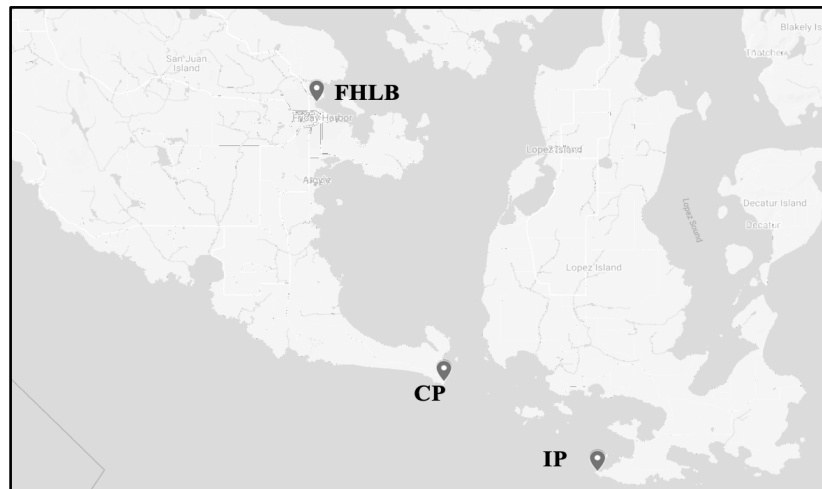 Blakely Is
Thatcher
San Juan
Island
FHLB
Friday Harbor
Lopez Island
Argyle
Decatur Island
Decatur
Lopez Sound
Lopez Island
CP
IP